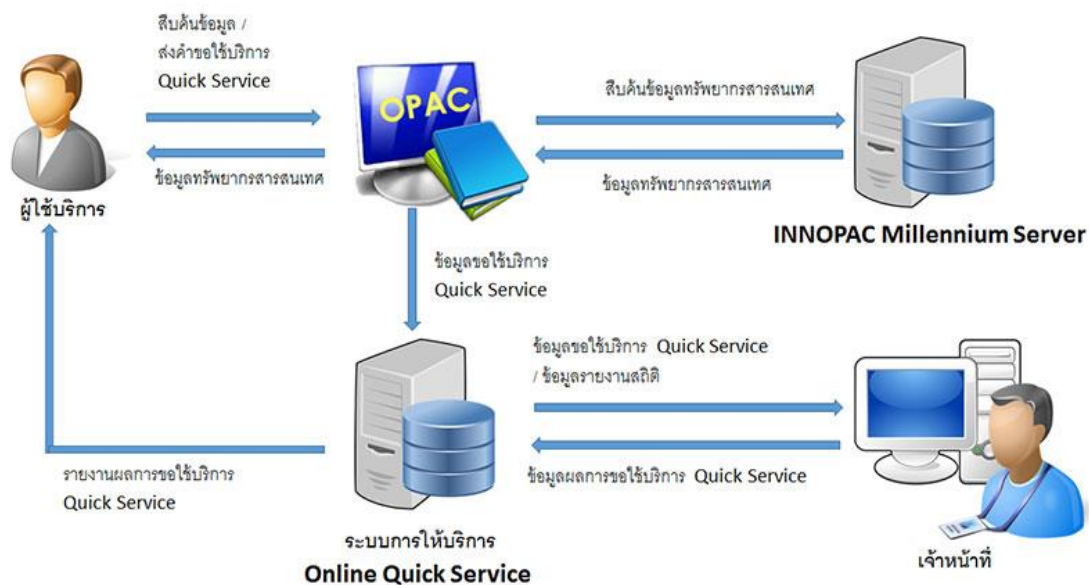 สืบค้นข้อมูล /
ส่งคำขอใช้บริการ
Quick Service
OPAC
สืบค้นข้อมูลทรัพยากรสารสนเทศ
ข้อมูลทรัพยากรสารสนเทศ
ข้อมูลทรัพยากรสารสนเทศ
ผู้ใช้บริการ
INNOPAC Millennium Server
ข้อมูลขอใช้บริการ
Quick Service
ข้อมูลขอใช้บริการ Quick Service
/ ข้อมูลรายงานสถิติ
รายงานผลการขอใช้บริการ
Quick Service
ข้อมูลผลการขอใช้บริการ Quick Service
ระบบการให้บริการ
Online Quick Service
เจ้าหน้าที่